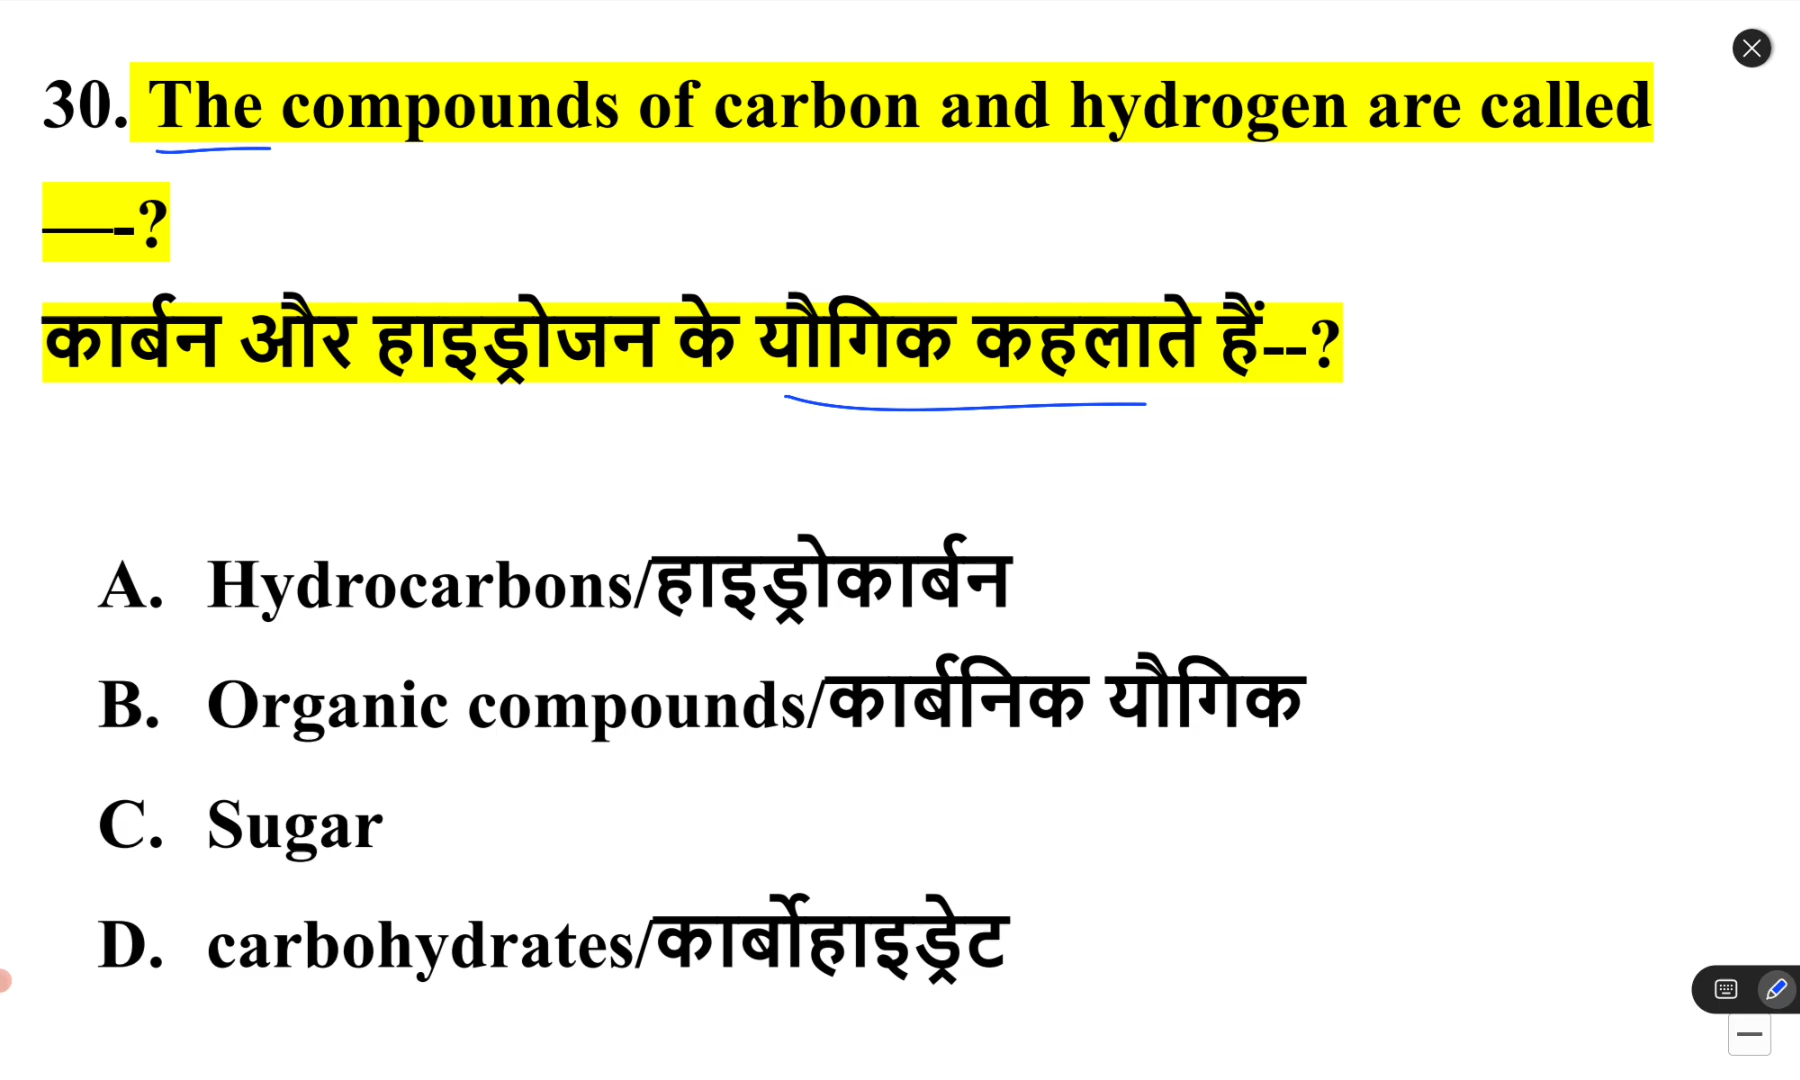 30. The compounds of carbon and hydrogen are called
——-?
कार्बन और हाइड्रोजन के यौगिक कहलाते हैं--?
A. Hydrocarbons/हाइड्रोकार्बन
B. Organic compounds/कार्बनिक यौगिक
C. Sugar
D. carbohydrates/कार्बोहाइड्रेट